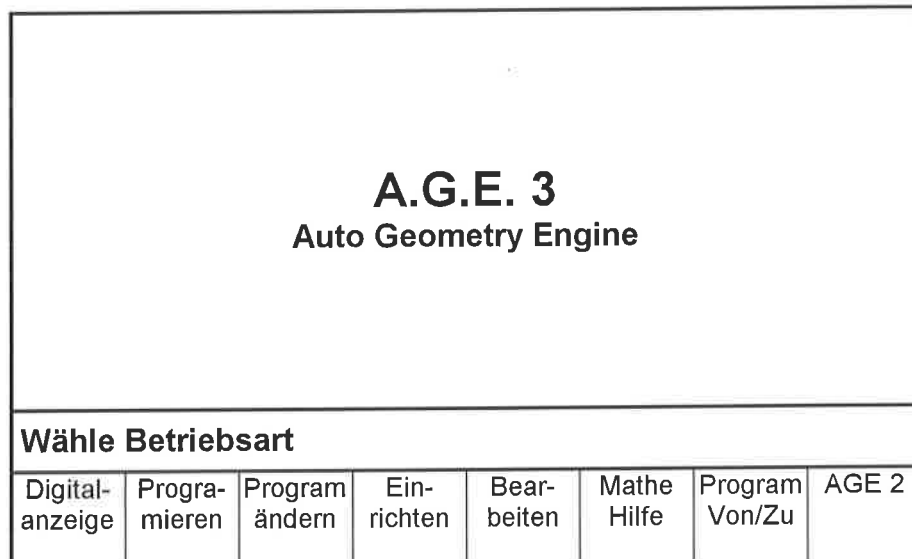 A.G.E. 3
Auto Geometry Engine
Wähle Betriebsart
Digital- Progra- Program Ein- Bear- Mathe Program AGE 2
anzeige mieren ändern richten beiten Hilfe Von/Zu